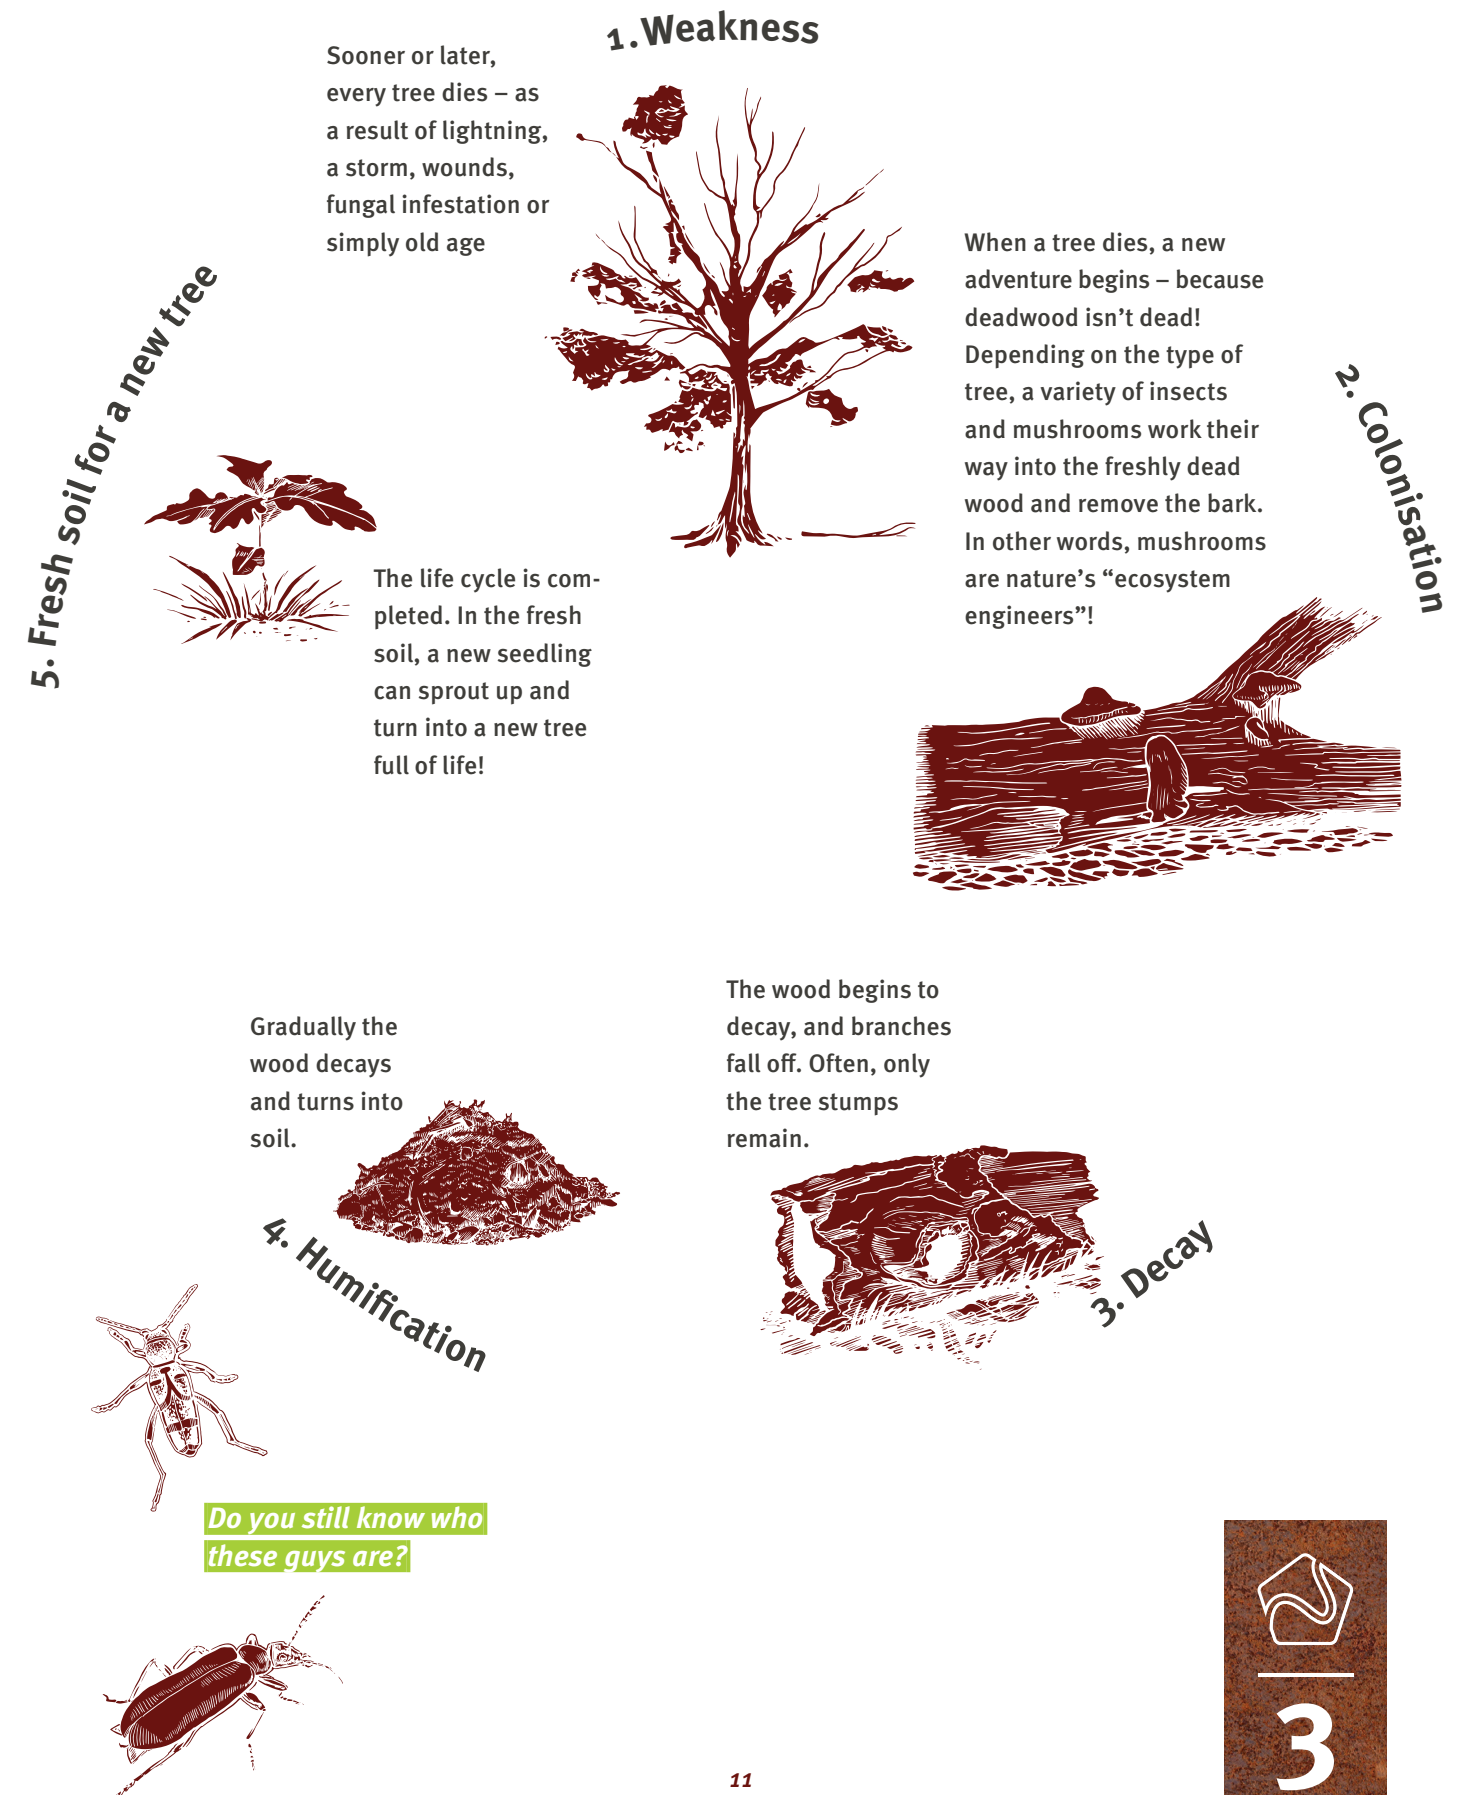 1. Weakness
Sooner or later,
every tree dies – as
a result of lightning,
a storm, wounds,
fungal infestation or
simply old age
2. Colonisation
When a tree dies, a new
adventure begins – because
deadwood isn’t dead!
Depending on the type of
tree, a variety of insects
and mushrooms work their
way into the freshly dead
wood and remove the bark.
In other words, mushrooms
are nature’s “ecosystem
engineers”!
3. Decay
The wood begins to
decay, and branches
fall off. Often, only
the tree stumps
remain.
4. Humification
Gradually the
wood decays
and turns into
soil.
5. Fresh soil for a new tree
The life cycle is com-
pleted. In the fresh
soil, a new seedling
can sprout up and
turn into a new tree
full of life!
Do you still know who
these guys are?
3
11